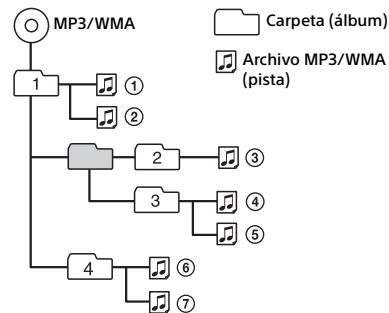 MP3/WMA
Carpeta (álbum)
Archivo MP3/WMA
(pista)
1
①
②
2
③
3
④
⑤
4
⑥
⑦